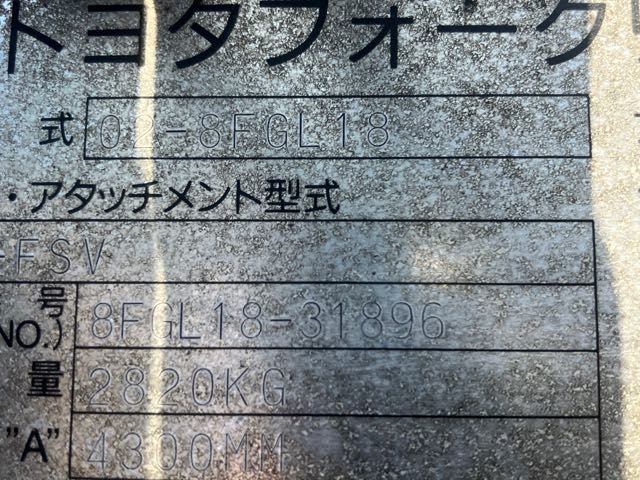 トヨタフォーク
式 02-8FGL18
・アタッチメント型式
-FSV
号
NO.) 8FGL18-31896
量 2820KG
"A" 4300MM